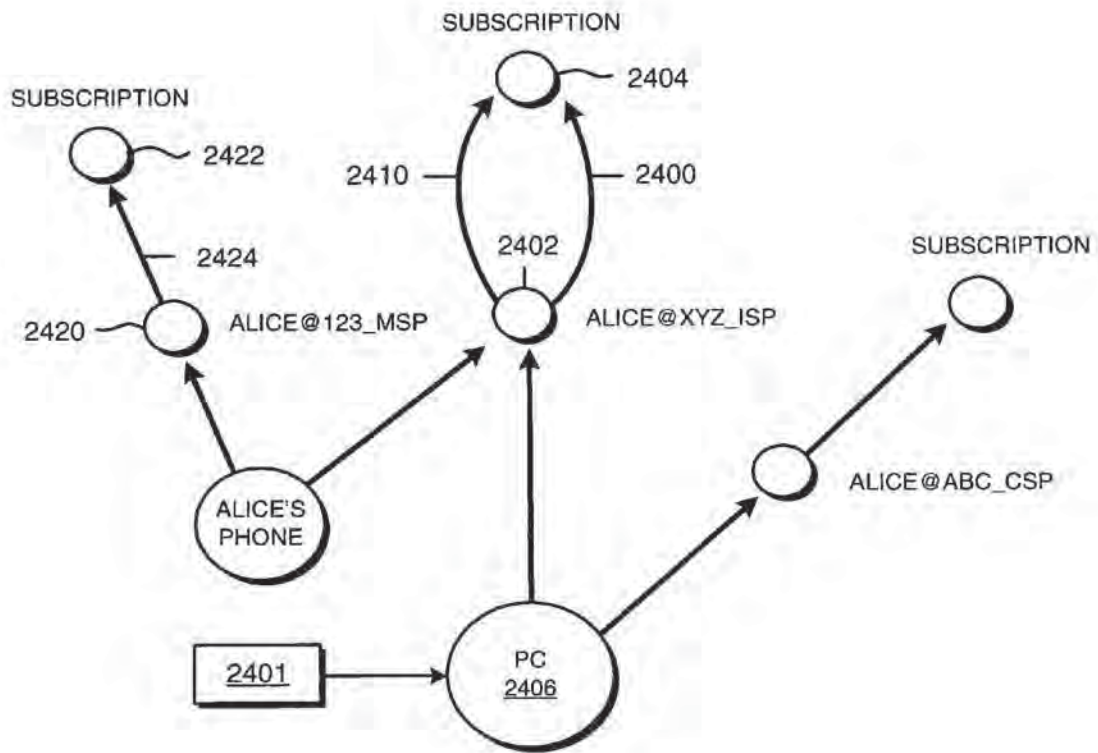 SUBSCRIPTION
2404
SUBSCRIPTION
2422
2410
2400
2402
SUBSCRIPTION
2424
2420
ALICE@123_MSP
ALICE@XYZ_ISP
ALICE'S
PHONE
ALICE@ABC_CSP
PC
2406
2401